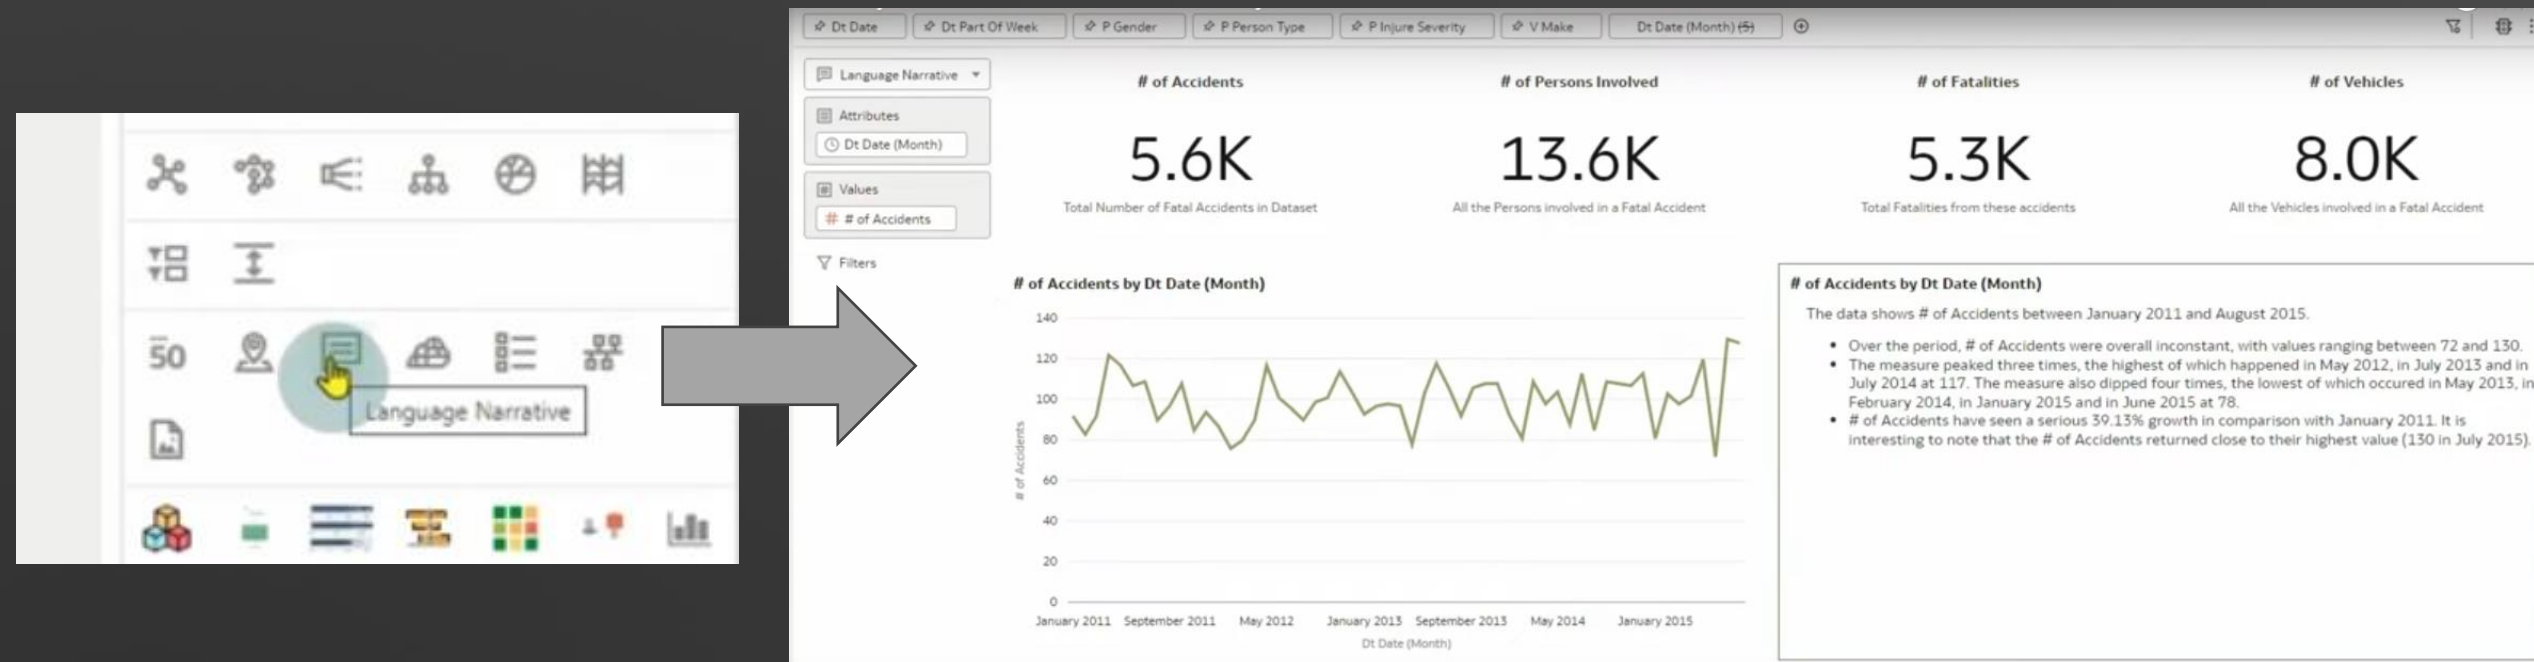 50
Language Narrative
Dt Date
Dt Part Of Week
P Gender
P Person Type
P Injure Severity
V Make
Dt Date (Month) (5)
Language Narrative
Attributes
Dt Date (Month)
Values
# # of Accidents
Filters
# of Accidents
5.6K
Total Number of Fatal Accidents in Dataset
# of Persons Involved
13.6K
All the Persons involved in a Fatal Accident
# of Fatalities
5.3K
Total Fatalities from these accidents
# of Vehicles
8.0K
All the Vehicles involved in a Fatal Accident
# of Accidents by Dt Date (Month)
# of Accidents
140
120
100
80
60
40
20
0
January 2011 September 2011 May 2012 January 2013 September 2013 May 2014 January 2015
Dt Date (Month)
# of Accidents by Dt Date (Month)
The data shows # of Accidents between January 2011 and August 2015.
• Over the period, # of Accidents were overall inconstant, with values ranging between 72 and 130.
• The measure peaked three times, the highest of which happened in May 2012, in July 2013 and in
July 2014 at 117. The measure also dipped four times, the lowest of which occured in May 2013, in
February 2014, in January 2015 and in June 2015 at 78.
• # of Accidents have seen a serious 39.13% growth in comparison with January 2011. It is
interesting to note that the # of Accidents returned close to their highest value (130 in July 2015).